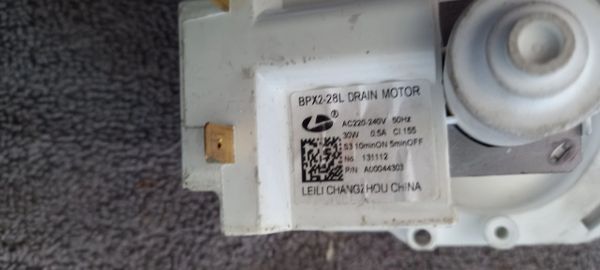 BPX2-28L DRAIN MOTOR
®
AC220-240V 50Hz
30W 0.5A Cl 155
S3 10minON 5minOFF
No 131112
P/N A00044303
LEILI CHANGZHOU CHINA